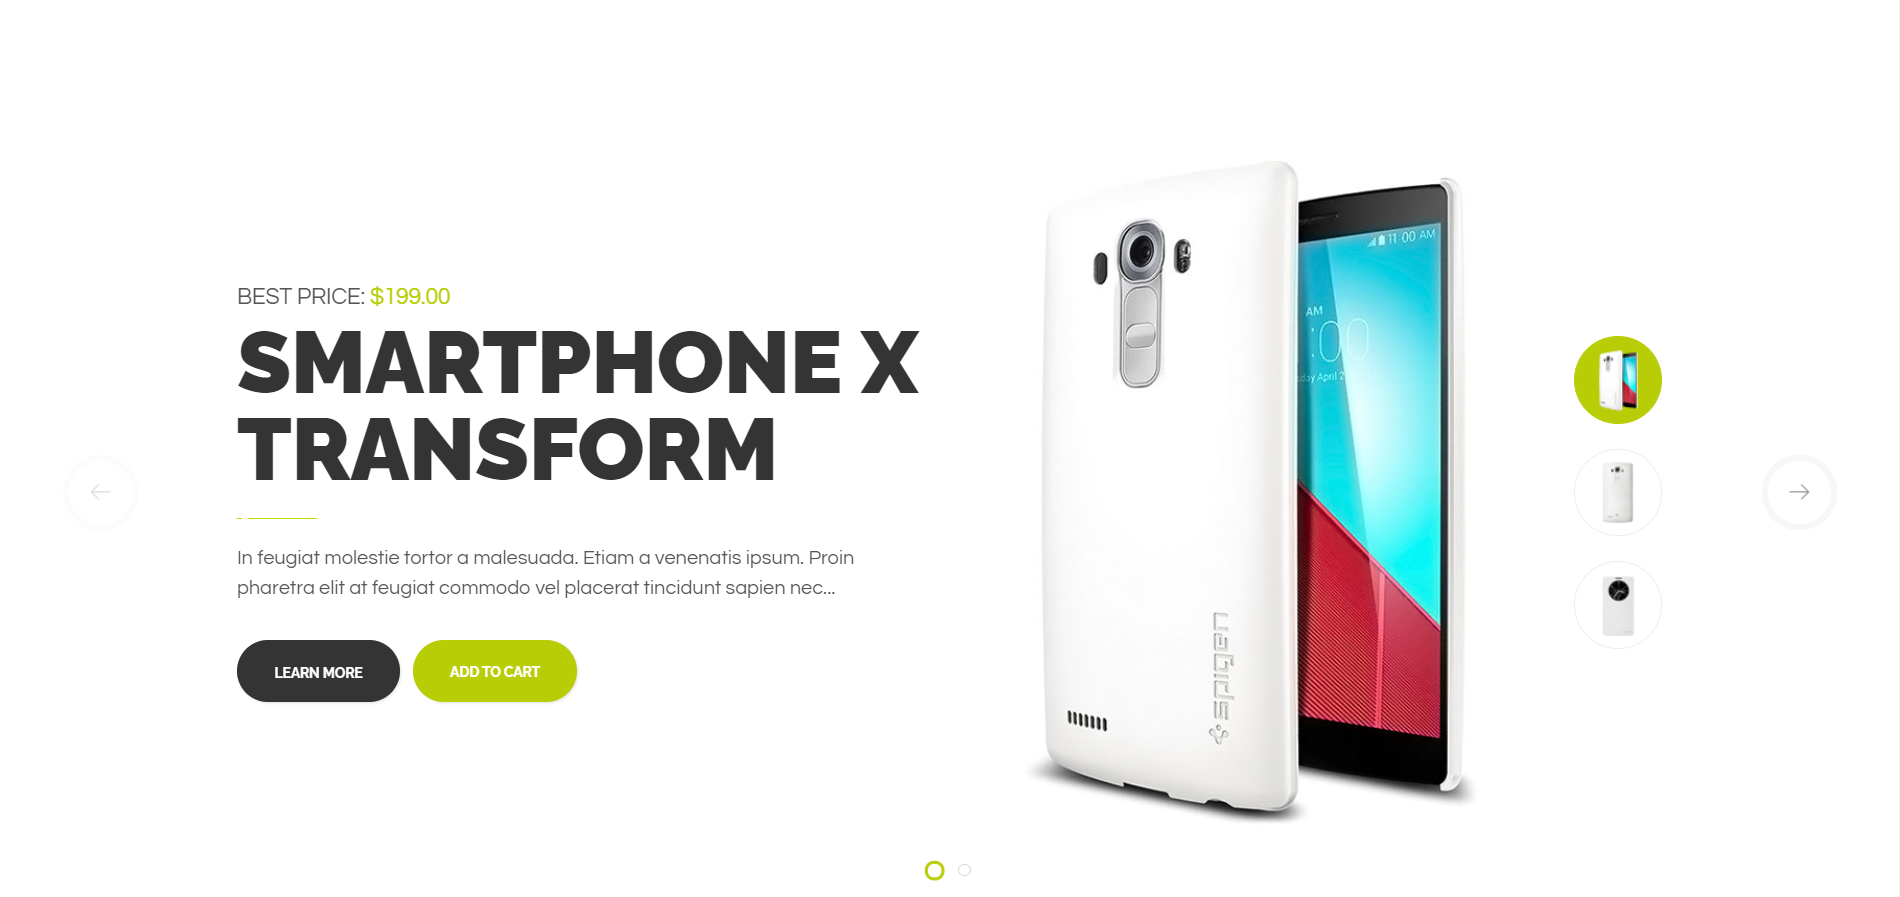 BEST PRICE: $199.00
SMARTPHONE X
TRANSFORM
In feugiat molestie tortor a malesuada. Etiam a venenatis ipsum. Proin
pharetra elit at feugiat commodo vel placerat tincidunt sapien nec...
LEARN MORE
ADD TO CART
11:00 AM
AM
:00
day April 2
spigen